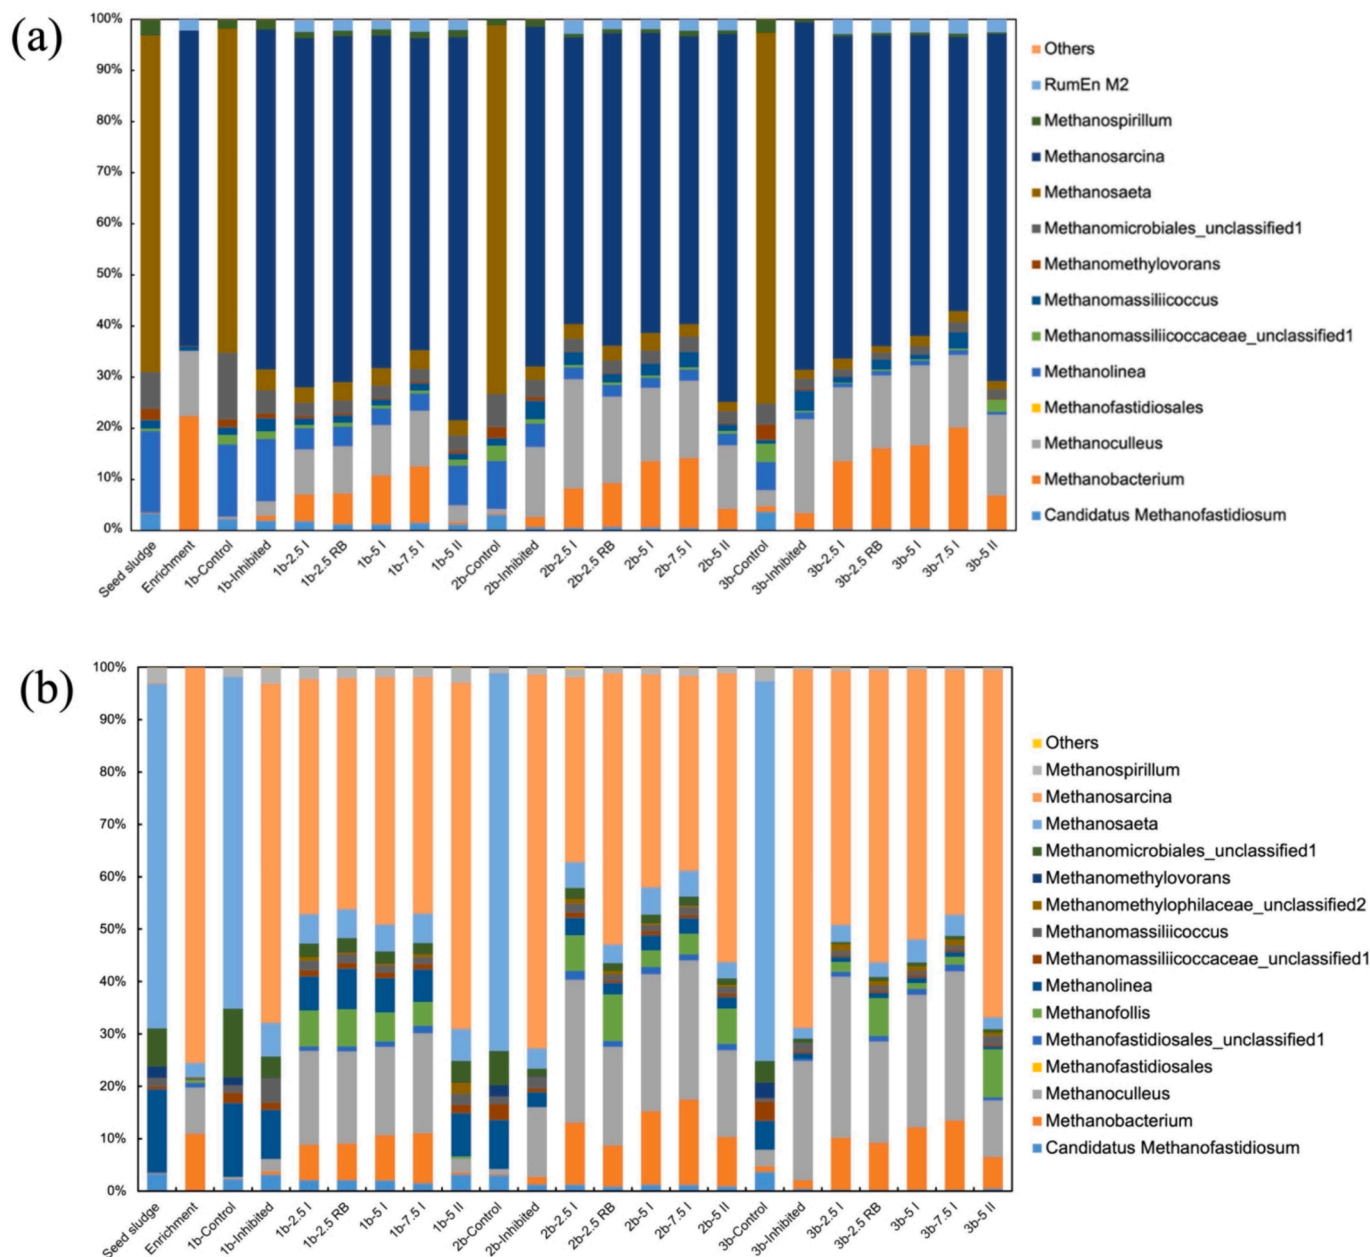 (a)
100%
90%
80%
70%
60%
50%
40%
30%
20%
10%
0%
Seed sludge
Enrichment
1b-Control
1b-Inhibited
1b-2.5 I
1b-2.5 RB
1b-5 I
1b-7.5 I
1b-5 II
2b-Control
2b-Inhibited
2b-2.5 I
2b-2.5 RB
2b-5 I
2b-7.5 I
2b-5 II
3b-Control
3b-Inhibited
3b-2.5 I
3b-2.5 RB
3b-5 I
3b-7.5 I
3b-5 II
Others
RumEn M2
Methanospirillum
Methanosarcina
Methanosaeta
Methanomicrobiales_unclassified1
Methanomethylovorans
Methanomassiliicoccus
Methanomassiliicoccaceae_unclassified1
Methanolinea
Methanofastidiosales
Methanoculleus
Methanobacterium
Candidatus Methanofastidiosum
(b)
100%
90%
80%
70%
60%
50%
40%
30%
20%
10%
0%
Seed sludge
Enrichment
1b-Control
1b-Inhibited
1b-2.5 I
1b-2.5 RB
1b-5 I
1b-7.5 I
1b-5 II
2b-Control
2b-Inhibited
2b-2.5 I
2b-2.5 RB
2b-5 I
2b-7.5 I
2b-5 II
3b-Control
3b-Inhibited
3b-2.5 I
3b-2.5 RB
3b-5 I
3b-7.5 I
3b-5 II
Others
Methanospirillum
Methanosarcina
Methanosaeta
Methanomicrobiales_unclassified1
Methanomethylovorans
Methanomethylophilaceae_unclassified2
Methanomassiliicoccus
Methanomassiliicoccaceae_unclassified1
Methanolinea
Methanofollis
Methanofastidiosales_unclassified1
Methanofastidiosales
Methanoculleus
Methanobacterium
Candidatus Methanofastidiosum